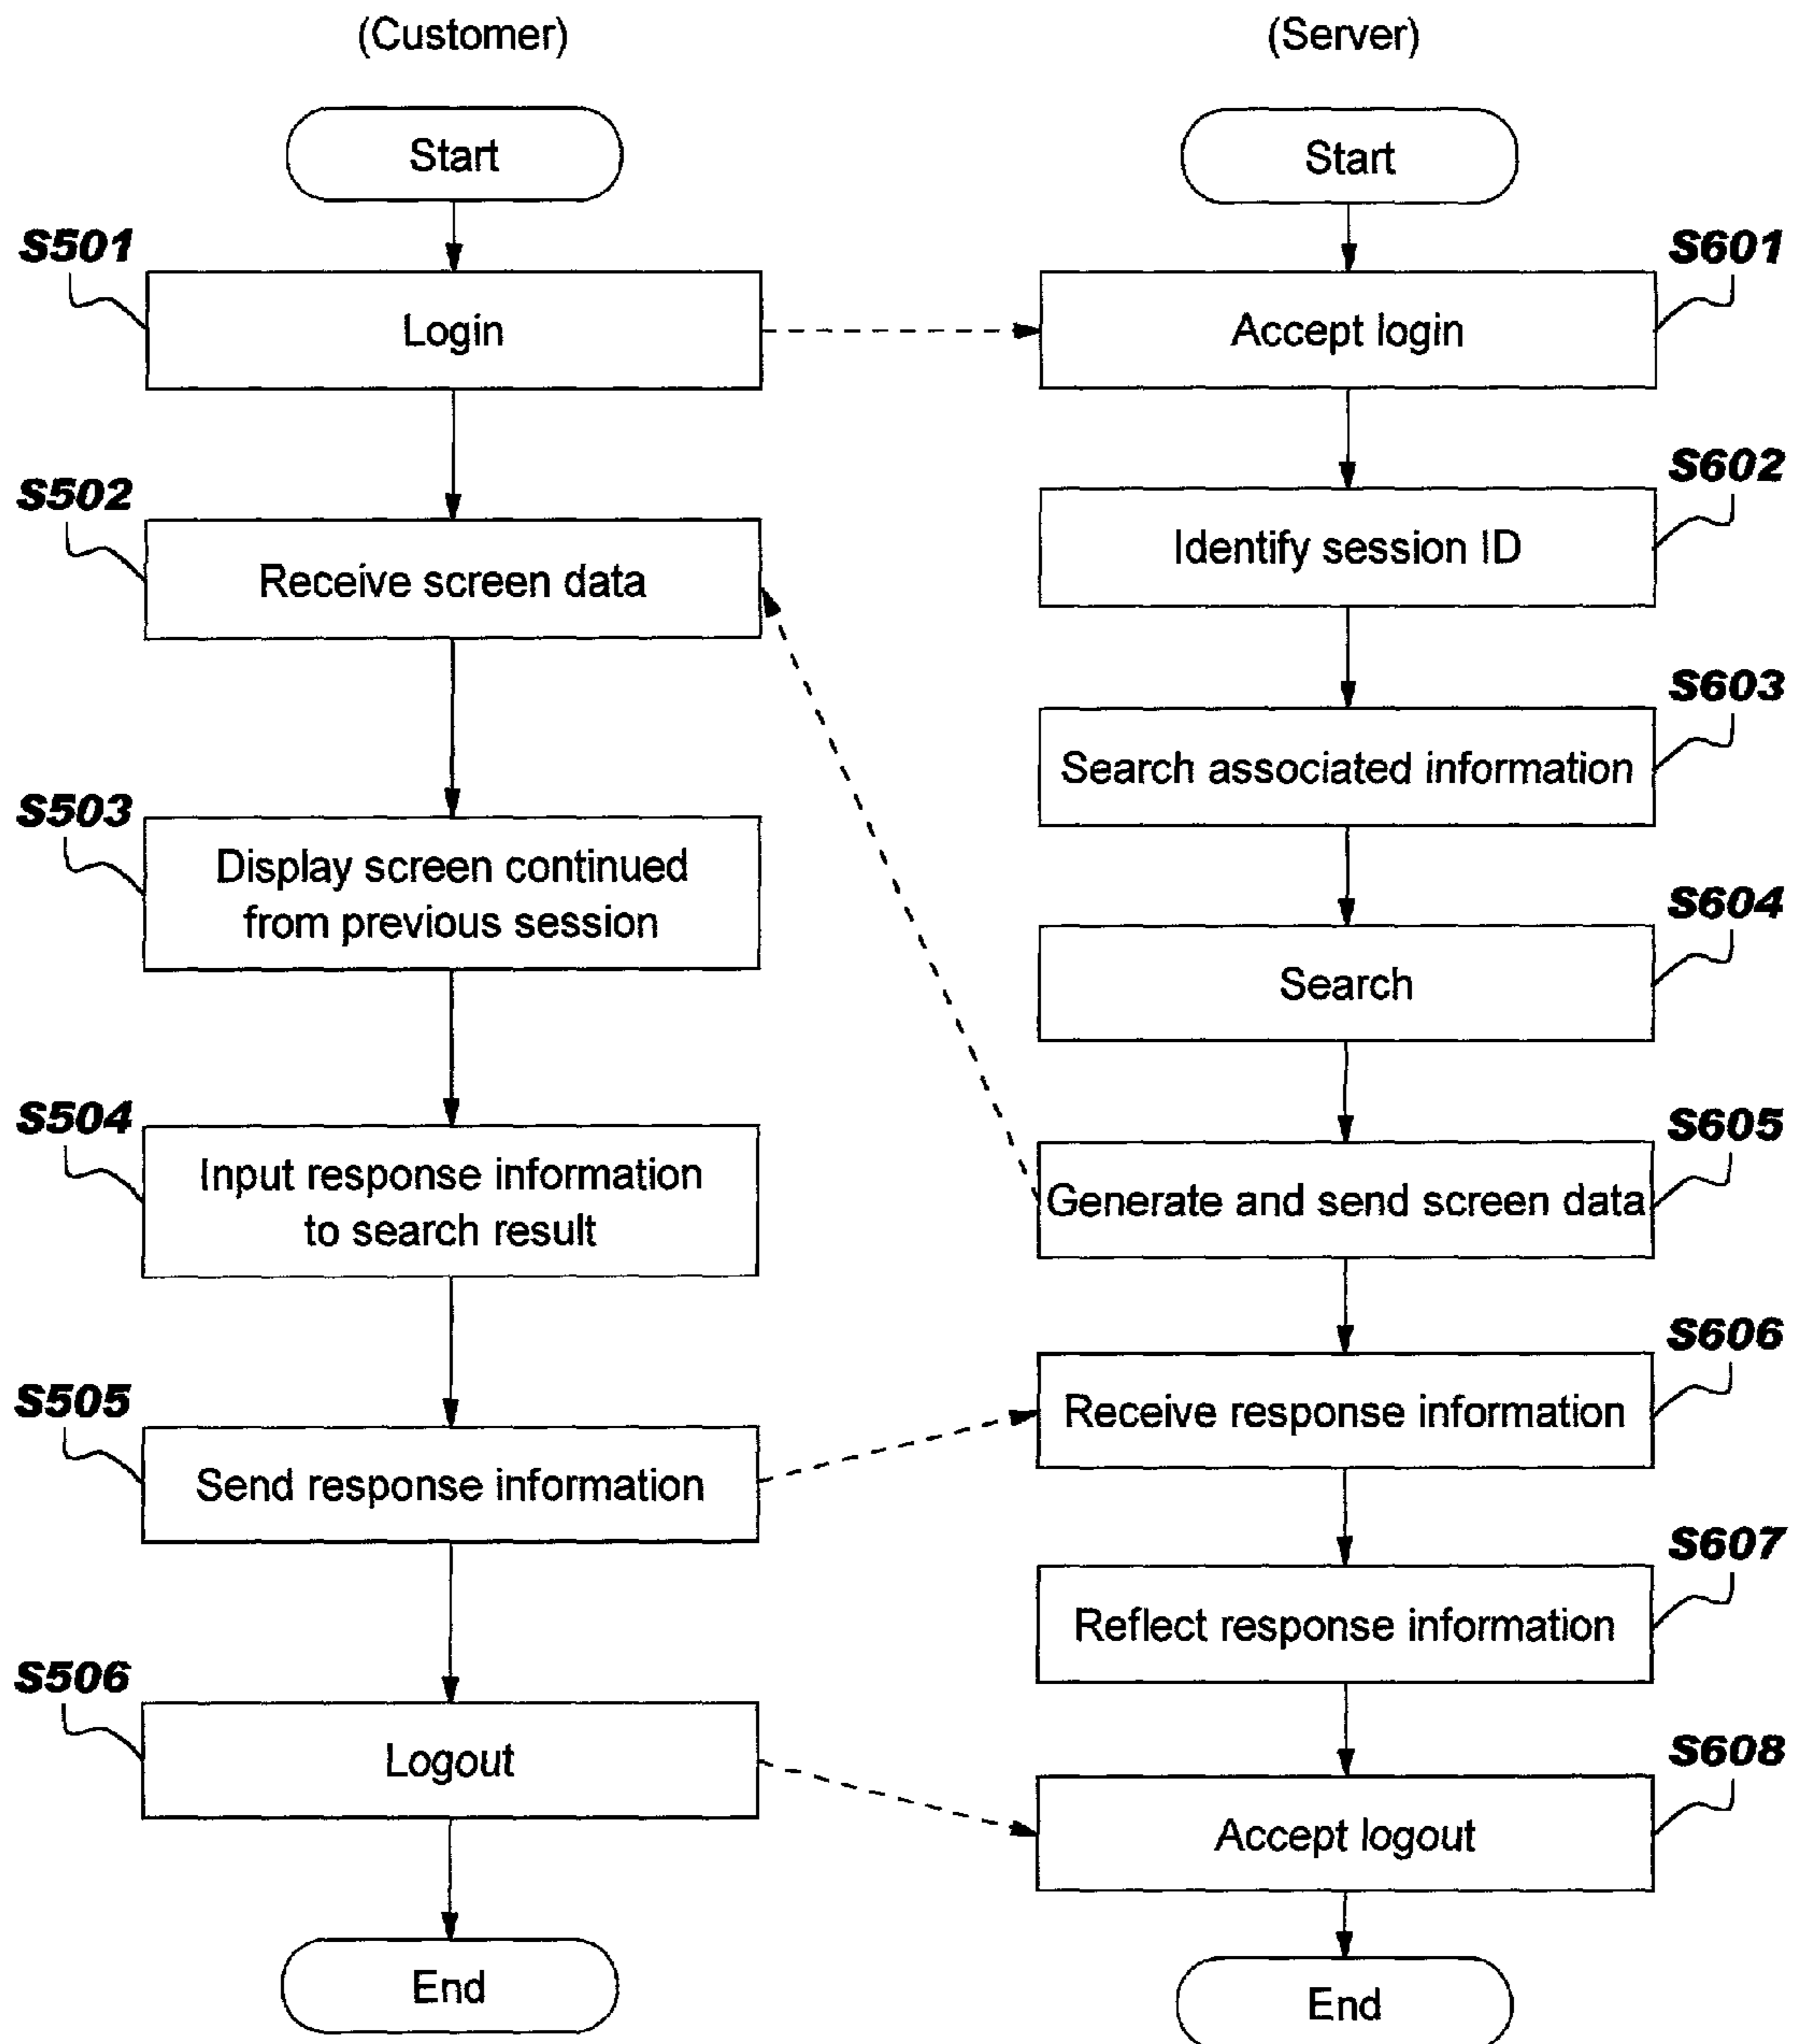 (Customer)
Start
S501
Login
S502
Receive screen data
S503
Display screen continued
from previous session
S504
Input response information
to search result
S505
Send response information
S506
Logout
End
(Server)
Start
S601
Accept login
S602
Identify session ID
S603
Search associated information
S604
Search
S605
Generate and send screen data
S606
Receive response information
S607
Reflect response information
S608
Accept logout
End